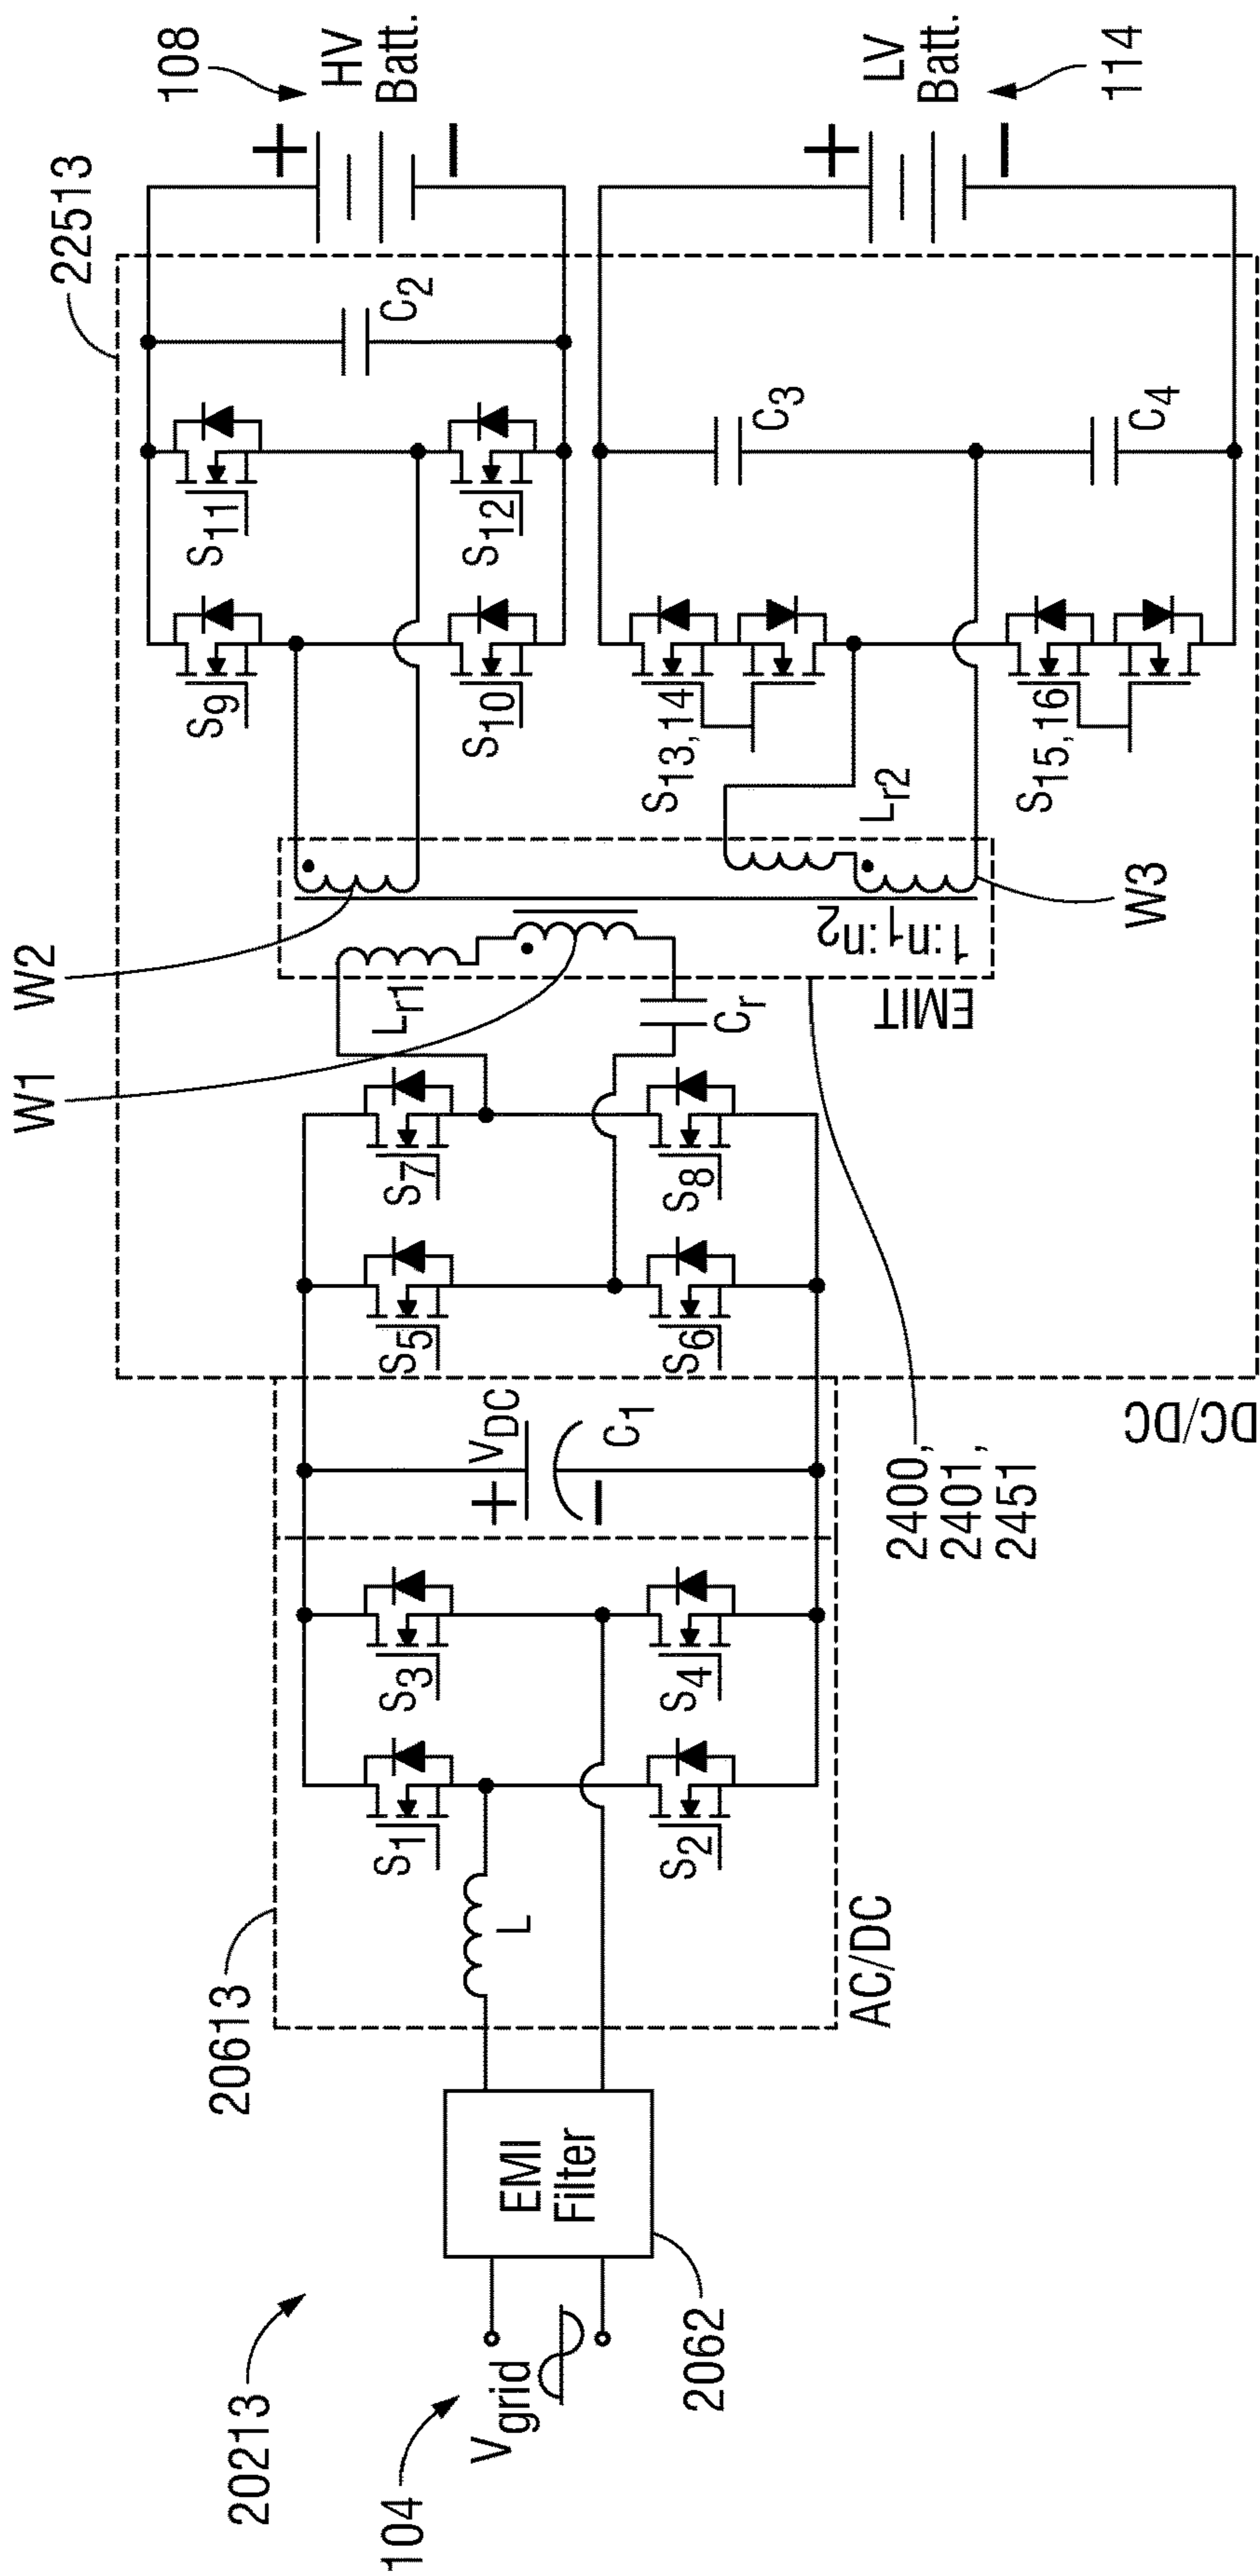 20213
104
Vgrid
EMI
Filter
2062
20613
AC/DC
L
S1
S2
S3
S4
+
VDC
C1
−
DC/DC
22513
S5
S6
S7
S8
2400,
2401,
2451
W1
W2
W3
Lr1
Cr
EMIT
1:n1:n2
Lr2
S9
S10
S11
S12
C2
S13,14
S15,16
C3
C4
+
−
HV
Batt.
108
+
−
LV
Batt.
114